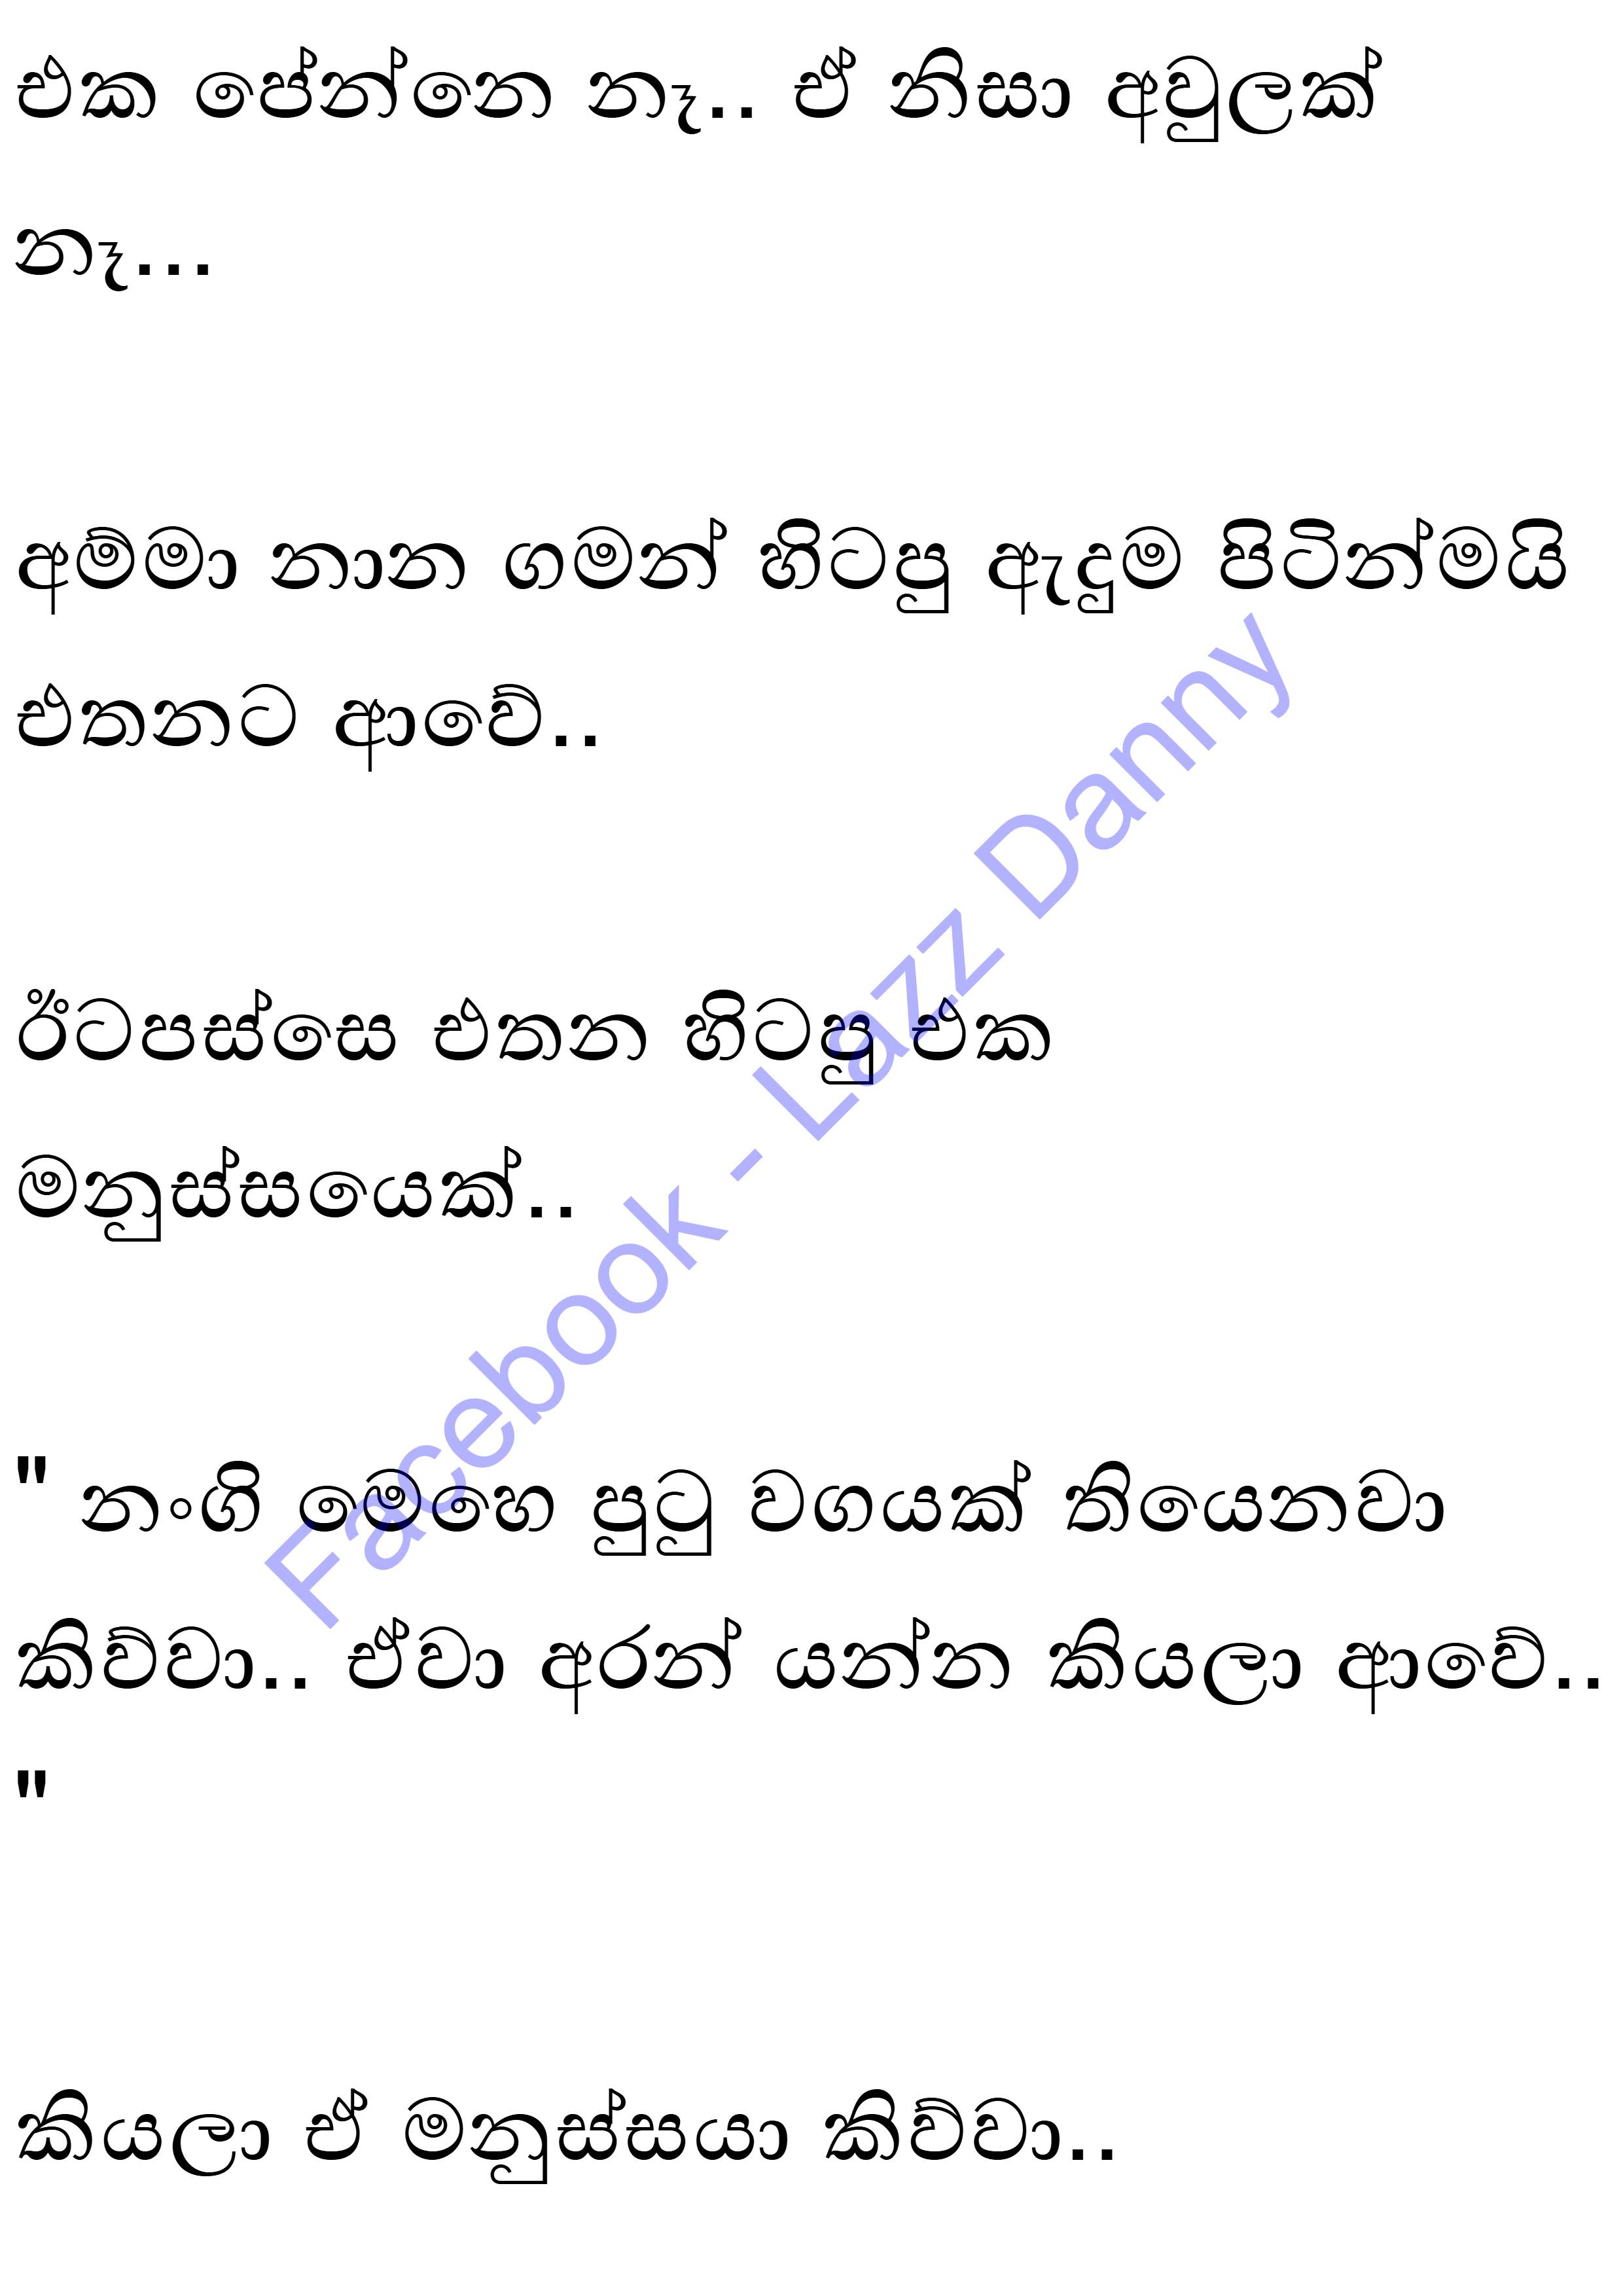 එක පේන්නෙ නෑ.. ඒ නිසා අවුලක්
නෑ...
අම්මා නාන ගමන් හිටපු ඇඳුම පිටින්මයි
එතනට ආවේ..
ඊටපස්සෙ එතන හිටපු එක
මනුස්සයෙක්..
" නංගි මෙහෙ පුටු වගයක් තියෙනවා
කිව්වා.. ඒවා අරන් යන්න කියලා ආවේ..
"
කියලා ඒ මනුස්සයා කිව්වා..
Facebook - Lazz Danny